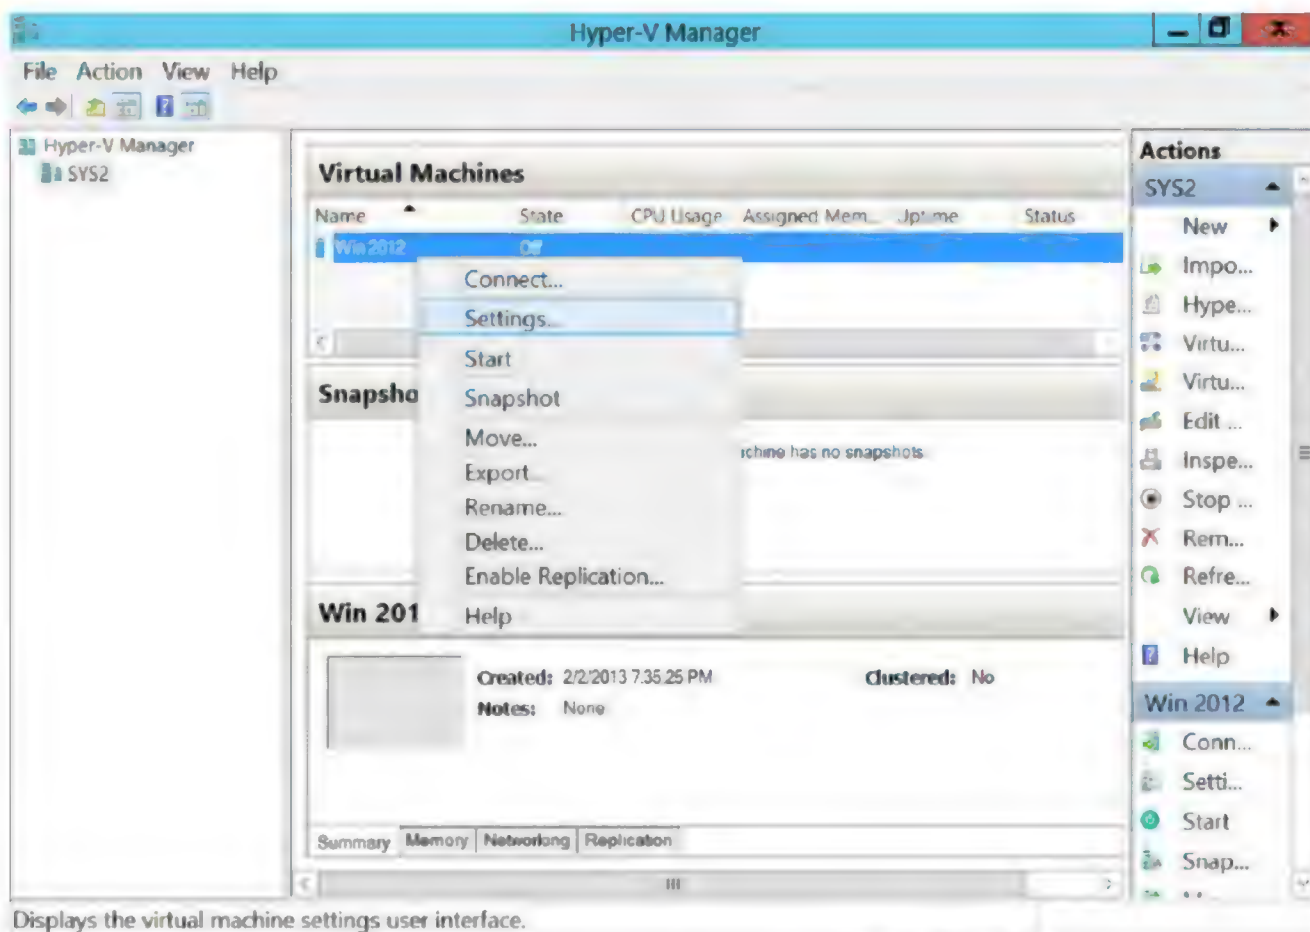 Hyper-V Manager
File Action View Help
Hyper-V Manager
SYS2
Virtual Machines
Name State CPU Usage Assigned Mem... Uptime Status
Win 2012 Off
Connect...
Settings...
Start
Snapshot
Move...
Export...
Rename...
Delete...
Enable Replication...
Help
Snapsho
achine has no snapshots.
Win 201
Created: 2/2/2013 7:35:25 PM Clustered: No
Notes: None
Summary Memory Networking Replication
Actions
SYS2
New
Impo...
Hype...
Virtu...
Virtu...
Edit ...
Inspe...
Stop ...
Rem...
Refre...
View
Help
Win 2012
Conn...
Setti...
Start
Snap...
Displays the virtual machine settings user interface.